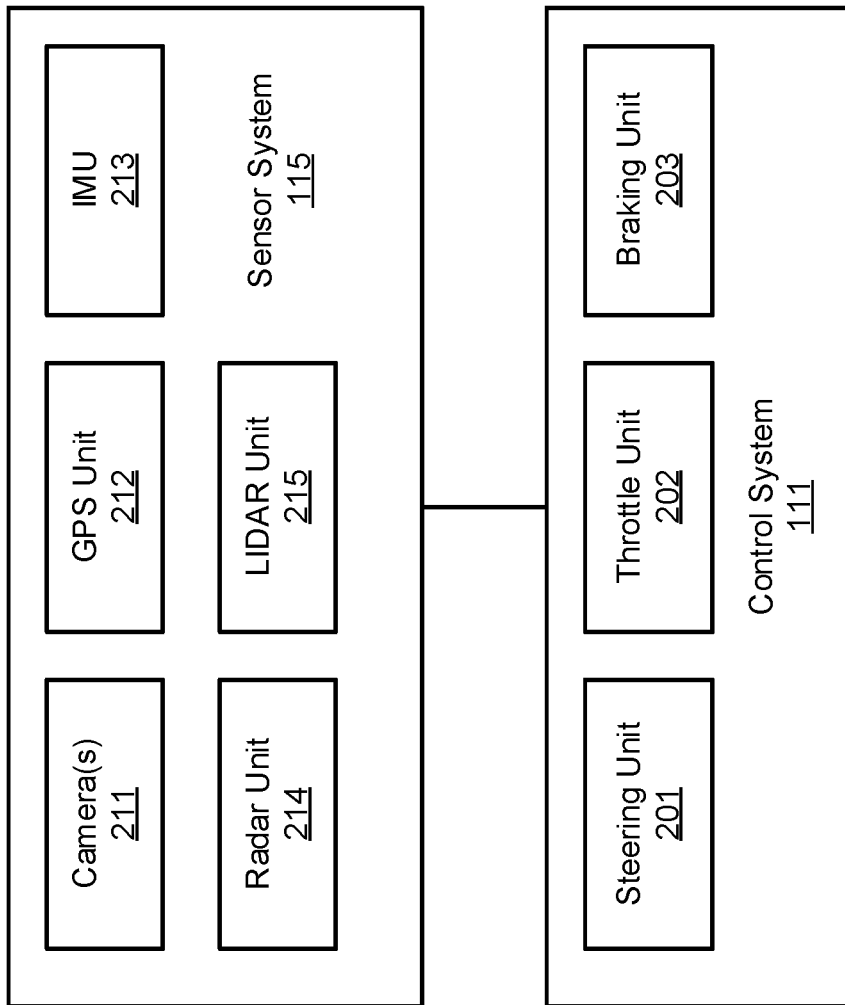 Camera(s)
211
GPS Unit
212
IMU
213
Radar Unit
214
LIDAR Unit
215
Sensor System
115
Steering Unit
201
Throttle Unit
202
Braking Unit
203
Control System
111